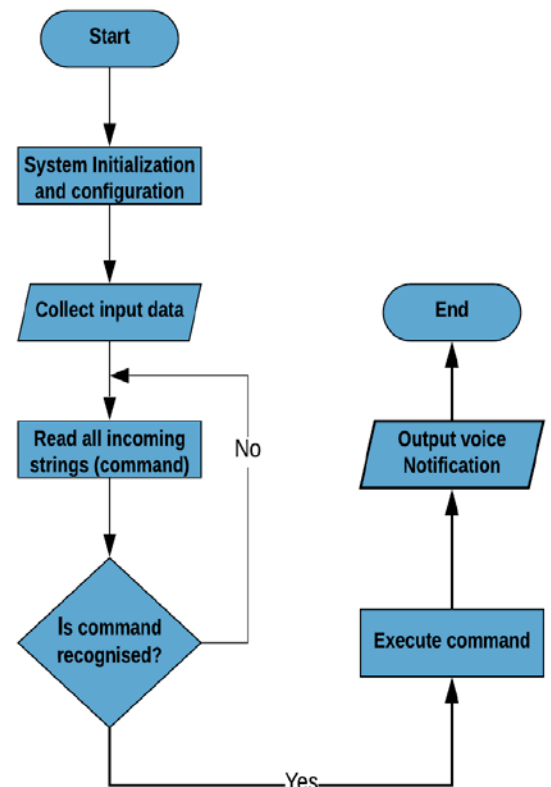 Start
System Initialization
and configuration
Collect input data
Read all incoming
strings (command)
No
Is command
recognised?
Yes
Execute command
Output voice
Notification
End